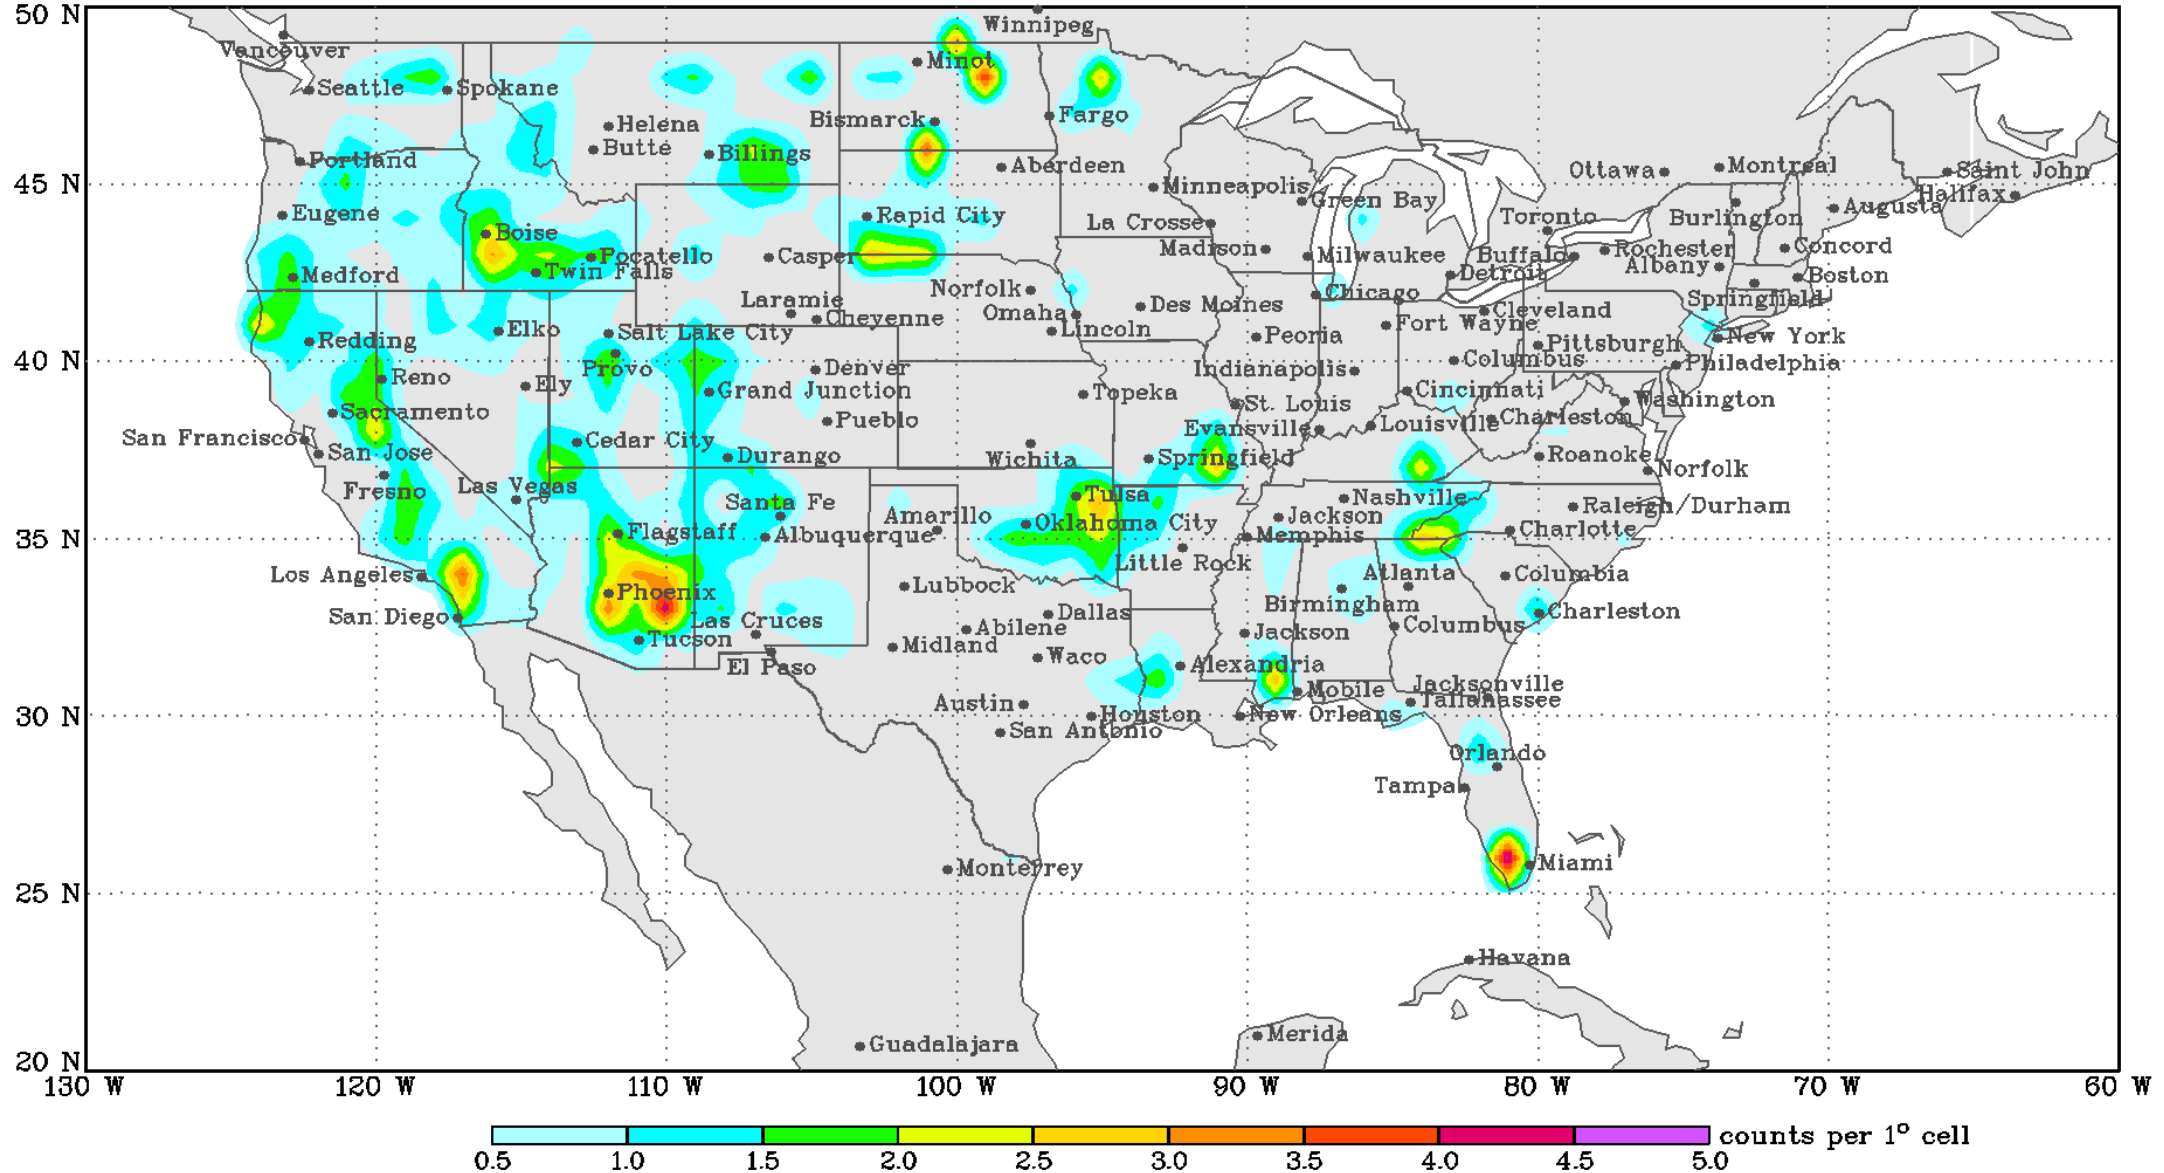 50 N
Winnipeg
Vancouver
Minot
Seattle
Spokane
Fargo
Helena
Bismarck
Butte
Billings
Portland
Aberdeen
Ottawa
Montreal
Saint John
45 N
Minneapolis
Halifax
Green Bay
Augusta
Eugene
Rapid City
La Crosse
Toronto
Burlington
Boise
Madison
Milwaukee
Buffalo
Rochester
Concord
Pocatello
Casper
Twin Falls
Detroit
Albany
Medford
Boston
Norfolk
Chicago
Laramie
Springfield
Des Moines
Omaha
Cheyenne
Cleveland
Elko
Salt Lake City
Lincoln
Peoria
Fort Wayne
New York
Redding
Pittsburgh
40 N
Provo
Denver
Columbus
Philadelphia
Indianapolis
Reno
Ely
Grand Junction
Topeka
Cincinnati
Sacramento
St. Louis
Washington
Pueblo
Charleston
San Francisco
Cedar City
Evansville
Louisville
San Jose
Durango
Wichita
Springfield
Roanoke
Norfolk
Fresno
Las Vegas
Tulsa
Nashville
Santa Fe
Raleigh/Durham
Amarillo
Oklahoma City
Jackson
Charlotte
35 N
Flagstaff
Albuquerque
Memphis
Little Rock
Los Angeles
Atlanta
Columbia
Phoenix
Lubbock
Birmingham
San Diego
Las Cruces
Dallas
Charleston
Tucson
Abilene
Jackson
Columbus
Midland
El Paso
Waco
Alexandria
Mobile
Jacksonville
Austin
Tallahassee
30 N
Houston
New Orleans
San Antonio
Orlando
Tampa
Miami
Monterrey
25 N
Havana
Merida
Guadalajara
20 N
130 W 120 W 110 W 100 W 90 W 80 W 70 W 60 W
counts per 1° cell
0.5 1.0 1.5 2.0 2.5 3.0 3.5 4.0 4.5 5.0